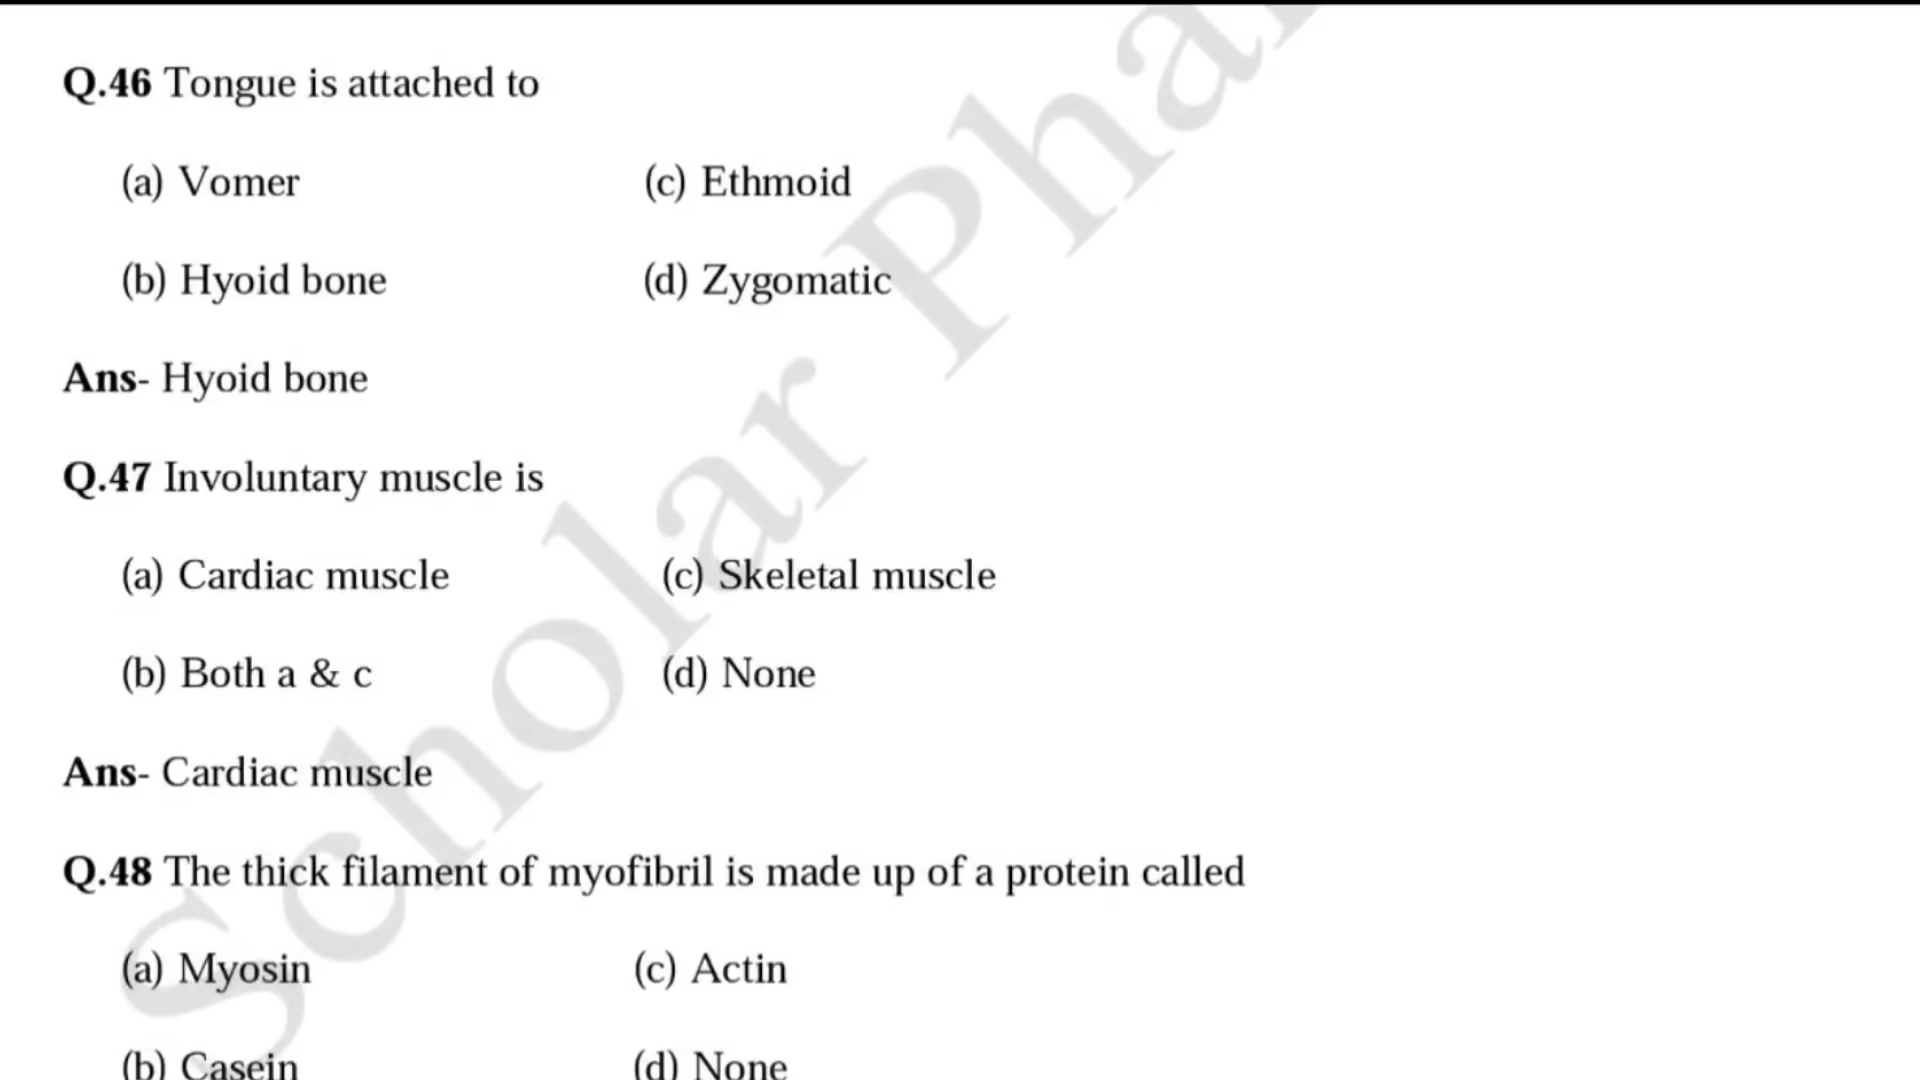 Q.46 Tongue is attached to
(a) Vomer (c) Ethmoid
(b) Hyoid bone (d) Zygomatic
Ans- Hyoid bone
Q.47 Involuntary muscle is
(a) Cardiac muscle (c) Skeletal muscle
(b) Both a & c (d) None
Ans- Cardiac muscle
Q.48 The thick filament of myofibril is made up of a protein called
(a) Myosin (c) Actin
(b) Casein (d) None
Scholar Pha